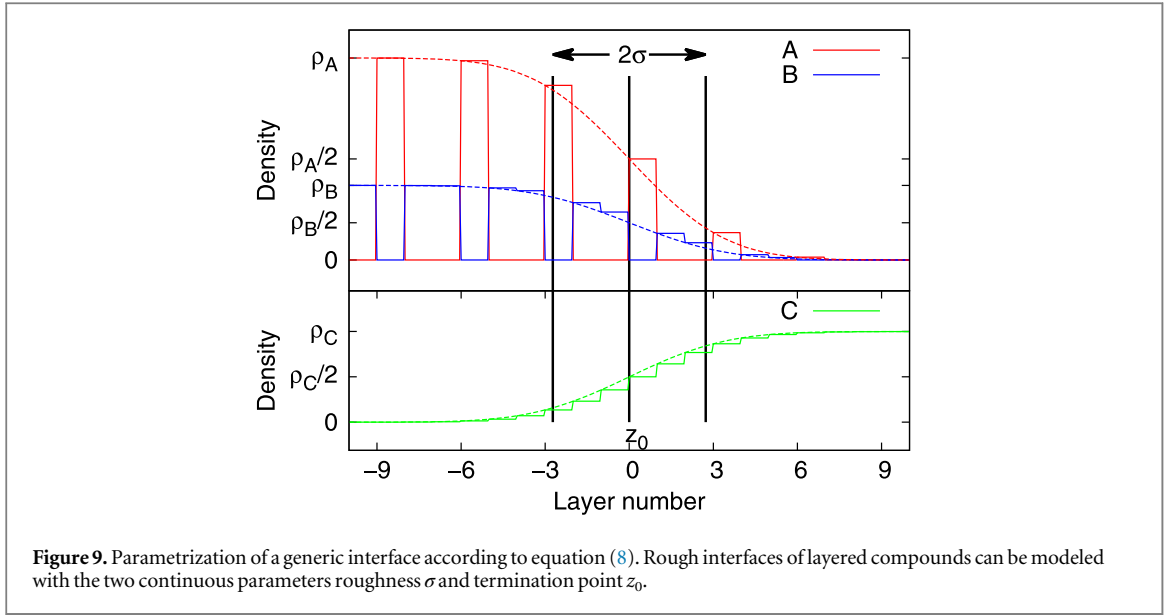 2σ
A
B
ρA
ρA/2
ρB
ρB/2
0
Density
C
ρC
ρC/2
0
Density
z0
−9 −6 −3 0 3 6 9
Layer number
Figure 9. Parametrization of a generic interface according to equation (8). Rough interfaces of layered compounds can be modeled
with the two continuous parameters roughness σ and termination point z0.